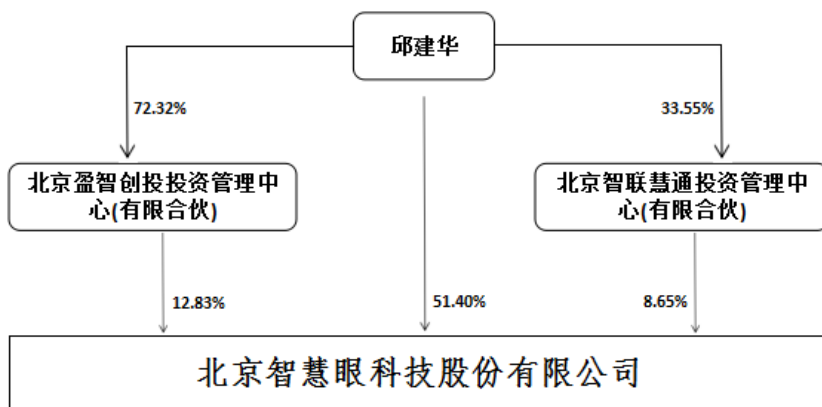 邱建华
72.32%
33.55%
北京盈智创投投资管理中
心(有限合伙)
北京智联慧通投资管理中
心(有限合伙)
12.83%
51.40%
8.65%
北京智慧眼科技股份有限公司